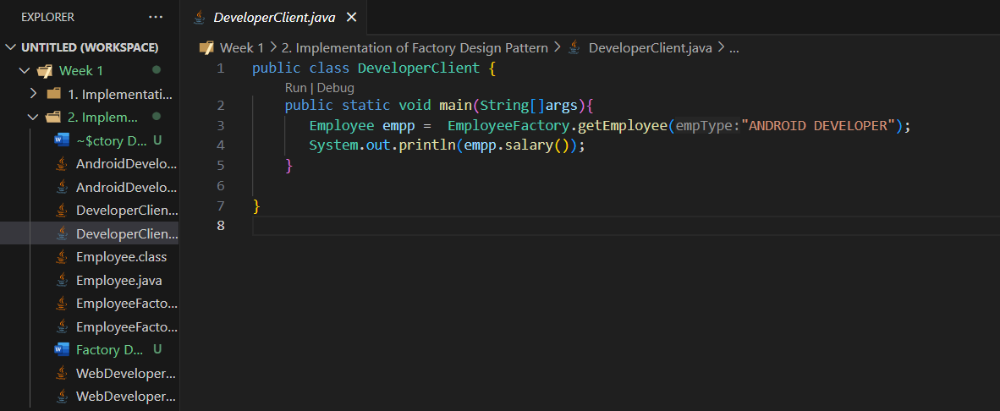 EXPLORER ...
UNTITLED (WORKSPACE)
Week 1
1. Implementati...
2. Implem...
~$ctory D... U
AndroidDevelo...
AndroidDevelo...
DeveloperClien...
DeveloperClien...
Employee.class
Employee.java
EmployeeFacto...
EmployeeFacto...
Factory D... U
WebDeveloper...
WebDeveloper...
DeveloperClient.java
Week 1 > 2. Implementation of Factory Design Pattern > DeveloperClient.java > ...
1 public class DeveloperClient {
Run | Debug
2 public static void main(String[]args){
3 Employee empp = EmployeeFactory.getEmployee(empType:"ANDROID DEVELOPER");
4 System.out.println(empp.salary());
5 }
6
7 }
8